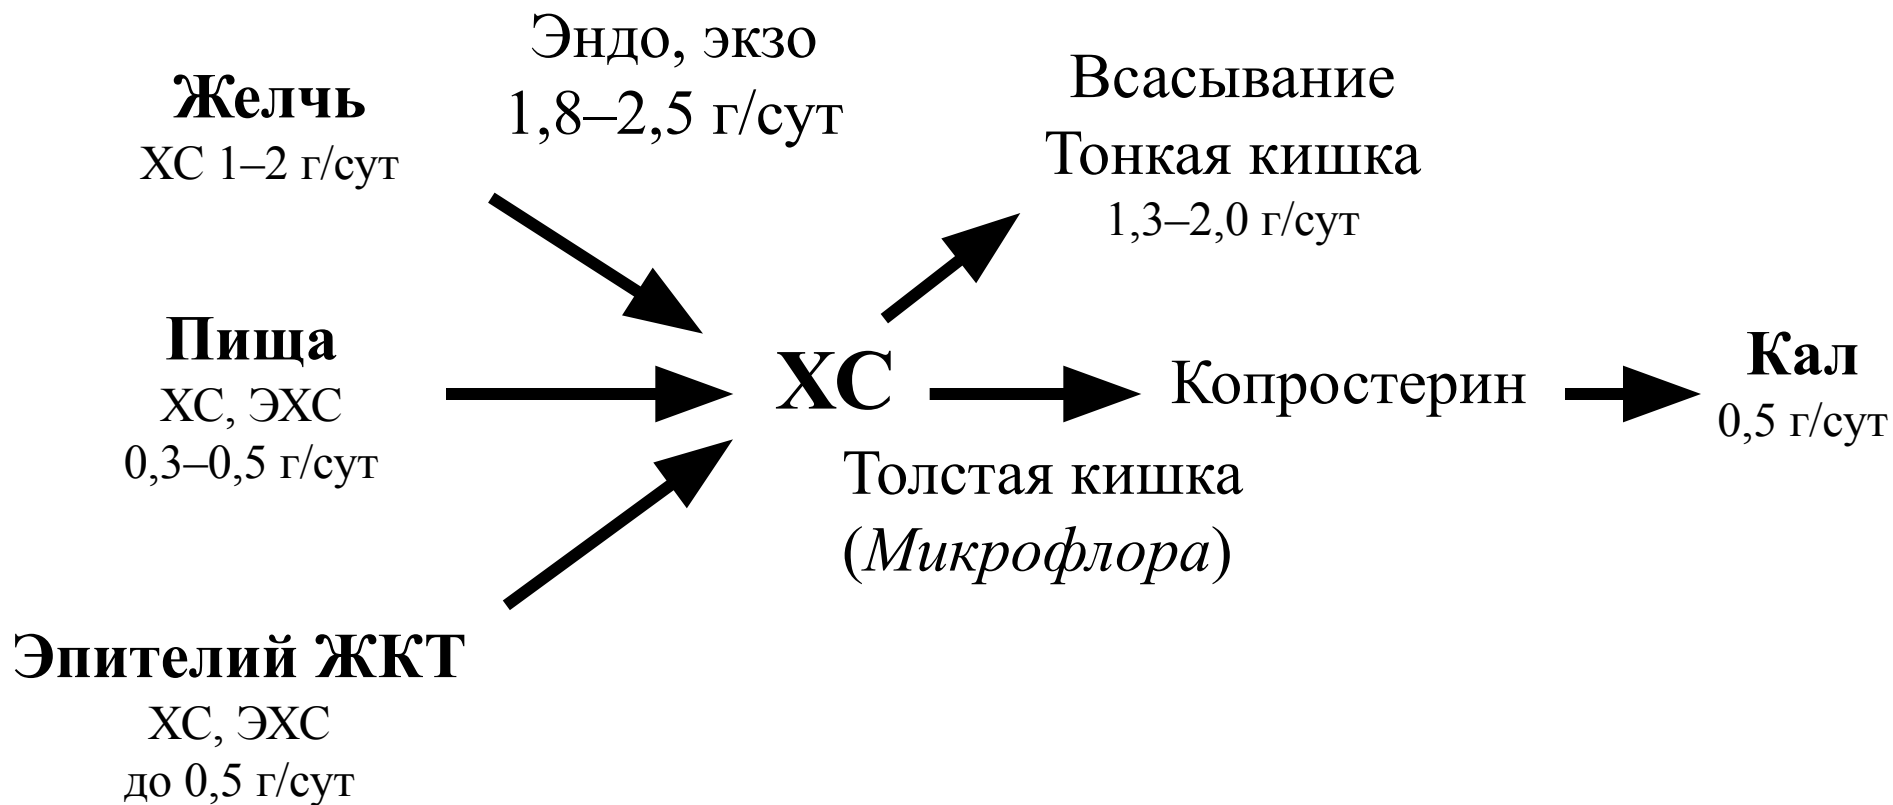 Желчь
ХС 1–2 г/сут
Эндо, экзо
1,8–2,5 г/сут
Всасывание
Тонкая кишка
1,3–2,0 г/сут
Пища
ХС, ЭХС
0,3–0,5 г/сут
ХС
Копростерин
Кал
0,5 г/сут
Толстая кишка
(Микрофлора)
Эпителий ЖКТ
ХС, ЭХС
до 0,5 г/сут